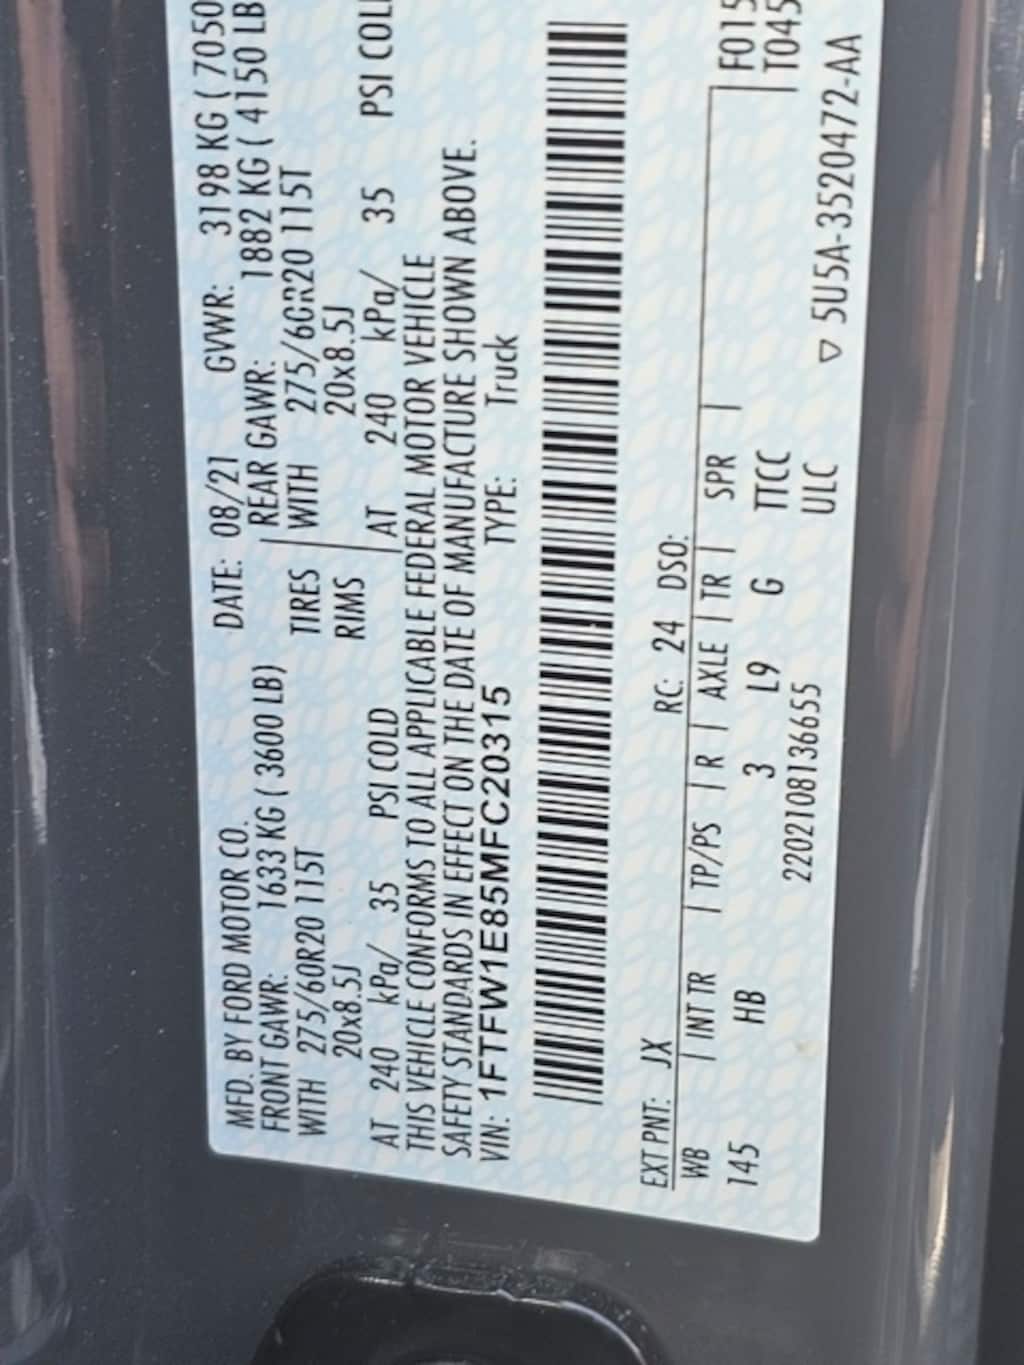 MFD. BY FORD MOTOR CO. DATE: 08/21 GVWR: 3198 KG ( 7050
FRONT GAWR: 1633 KG ( 3600 LB) REAR GAWR: 1882 KG ( 4150 LB
WITH 275/60R20 115T TIRES WITH 275/60R20 115T
20x8.5J RIMS 20x8.5J
AT 240 kPa/ 35 PSI COLD AT 240 kPa/ 35 PSI COL
THIS VEHICLE CONFORMS TO ALL APPLICABLE FEDERAL MOTOR VEHICLE
SAFETY STANDARDS IN EFFECT ON THE DATE OF MANUFACTURE SHOWN ABOVE.
VIN: 1FTFW1E85MFC20315 TYPE: Truck
EXT PNT: JX RC: 24 DSO:
WB INT TR TP/PS R AXLE TR SPR F015
145 HB 3 L9 G TTCC T045
2202108136655 ULC
▽ 5U5A-3520472-AA